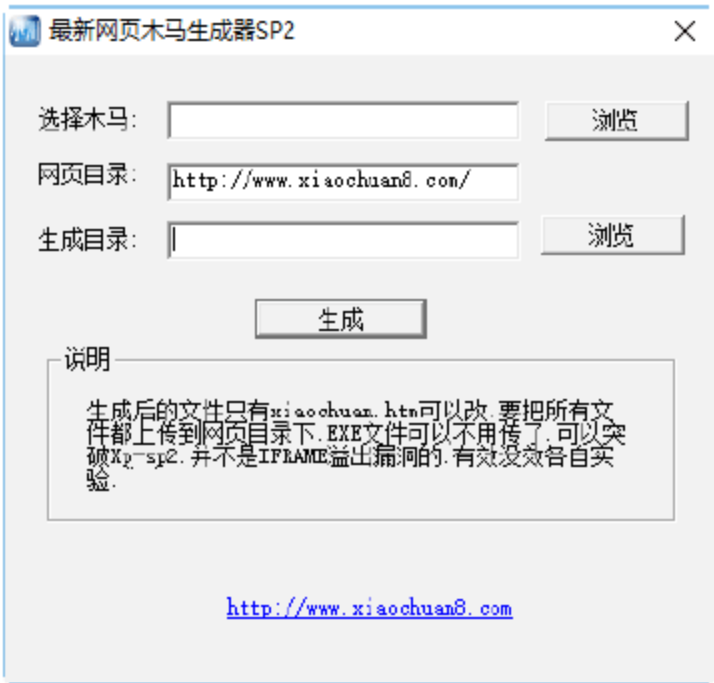 最新网页木马生成器SP2
选择木马: 浏览
网页目录: http://www.xiaochuan8.com/
生成目录: 浏览
生成
说明
生成后的文件只有xiaochuan.htm可以改.要把所有文
件都上传到网页目录下.EXE文件可以不用传了.可以突
破Xp-sp2.并不是IFRAME溢出漏洞的.有效没效各自实
验.
http://www.xiaochuan8.com